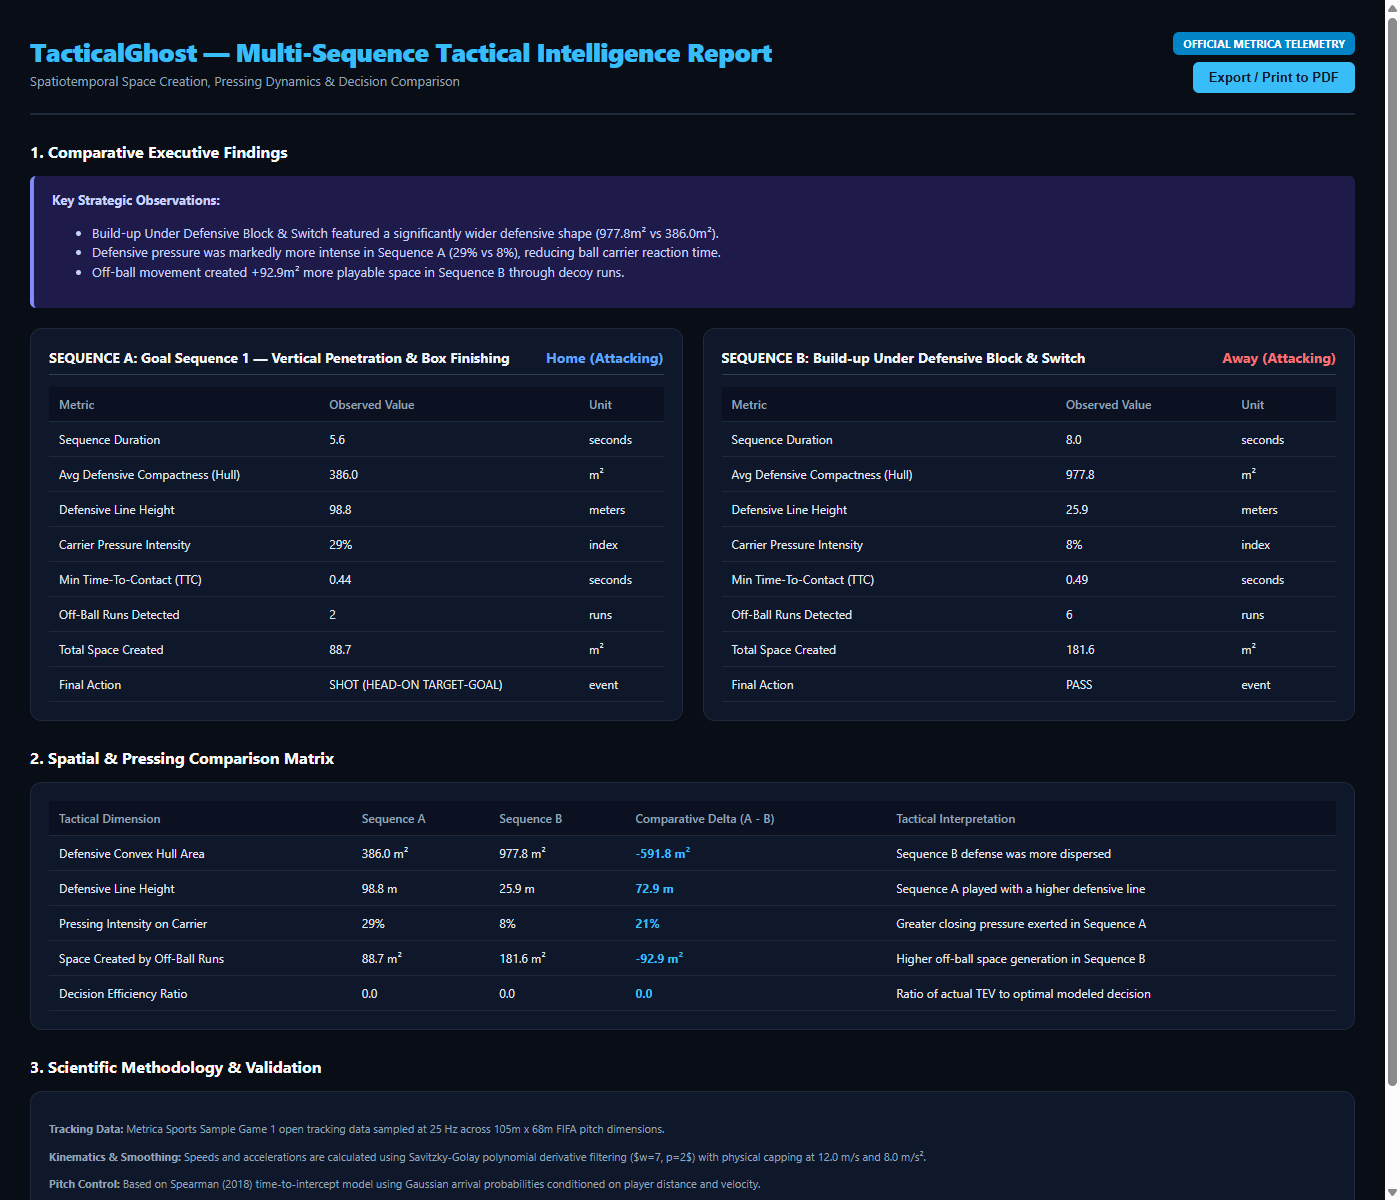 TacticalGhost — Multi-Sequence Tactical Intelligence Report
Spatiotemporal Space Creation, Pressing Dynamics & Decision Comparison
OFFICIAL METRICA TELEMETRY
Export / Print to PDF
1. Comparative Executive Findings
Key Strategic Observations:
• Build-up Under Defensive Block & Switch featured a significantly wider defensive shape (977.8m² vs 386.0m²).
• Defensive pressure was markedly more intense in Sequence A (29% vs 8%), reducing ball carrier reaction time.
• Off-ball movement created +92.9m² more playable space in Sequence B through decoy runs.
SEQUENCE A: Goal Sequence 1 — Vertical Penetration & Box Finishing Home (Attacking)
Metric Observed Value Unit
Sequence Duration 5.6 seconds
Avg Defensive Compactness (Hull) 386.0 m²
Defensive Line Height 98.8 meters
Carrier Pressure Intensity 29% index
Min Time-To-Contact (TTC) 0.44 seconds
Off-Ball Runs Detected 2 runs
Total Space Created 88.7 m²
Final Action SHOT (HEAD-ON TARGET-GOAL) event
SEQUENCE B: Build-up Under Defensive Block & Switch Away (Attacking)
Metric Observed Value Unit
Sequence Duration 8.0 seconds
Avg Defensive Compactness (Hull) 977.8 m²
Defensive Line Height 25.9 meters
Carrier Pressure Intensity 8% index
Min Time-To-Contact (TTC) 0.49 seconds
Off-Ball Runs Detected 6 runs
Total Space Created 181.6 m²
Final Action PASS event
2. Spatial & Pressing Comparison Matrix
Tactical Dimension Sequence A Sequence B Comparative Delta (A - B) Tactical Interpretation
Defensive Convex Hull Area 386.0 m² 977.8 m² -591.8 m² Sequence B defense was more dispersed
Defensive Line Height 98.8 m 25.9 m 72.9 m Sequence A played with a higher defensive line
Pressing Intensity on Carrier 29% 8% 21% Greater closing pressure exerted in Sequence A
Space Created by Off-Ball Runs 88.7 m² 181.6 m² -92.9 m² Higher off-ball space generation in Sequence B
Decision Efficiency Ratio 0.0 0.0 0.0 Ratio of actual TEV to optimal modeled decision
3. Scientific Methodology & Validation
Tracking Data: Metrica Sports Sample Game 1 open tracking data sampled at 25 Hz across 105m x 68m FIFA pitch dimensions.
Kinematics & Smoothing: Speeds and accelerations are calculated using Savitzky-Golay polynomial derivative filtering ($w=7, p=2$) with physical capping at 12.0 m/s and 8.0 m/s².
Pitch Control: Based on Spearman (2018) time-to-intercept model using Gaussian arrival probabilities conditioned on player distance and velocity.